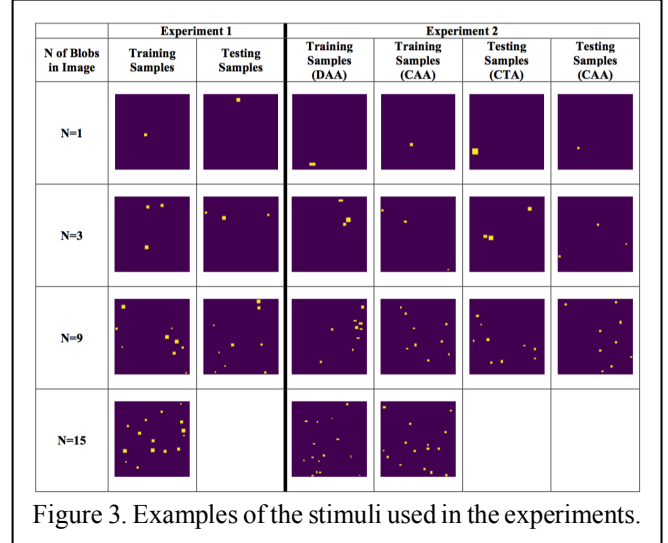 Experiment 1 Experiment 2
N of Blobs
in Image
Training
Samples
Testing
Samples
Training
Samples
(DAA)
Training
Samples
(CAA)
Testing
Samples
(CTA)
Testing
Samples
(CAA)
N=1
N=3
N=9
N=15
Figure 3. Examples of the stimuli used in the experiments.